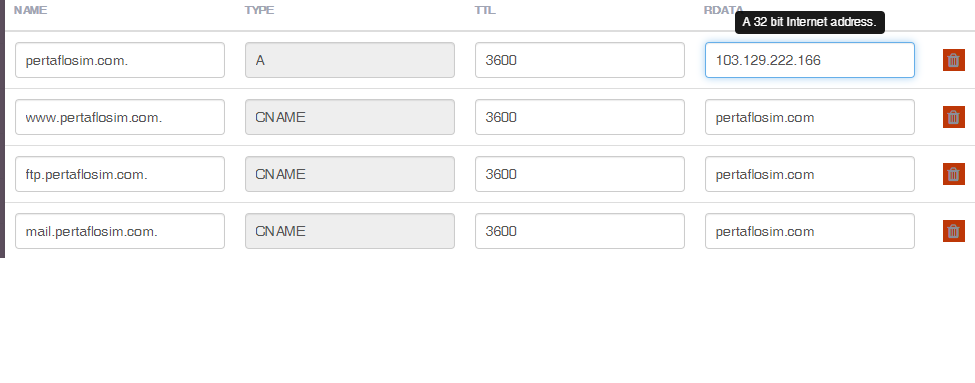 NAME TYPE TTL RDATA
A 32 bit Internet address.
pertaflosim.com. A 3600 103.129.222.166
www.pertaflosim.com. CNAME 3600 pertaflosim.com
ftp.pertaflosim.com. CNAME 3600 pertaflosim.com
mail.pertaflosim.com. CNAME 3600 pertaflosim.com